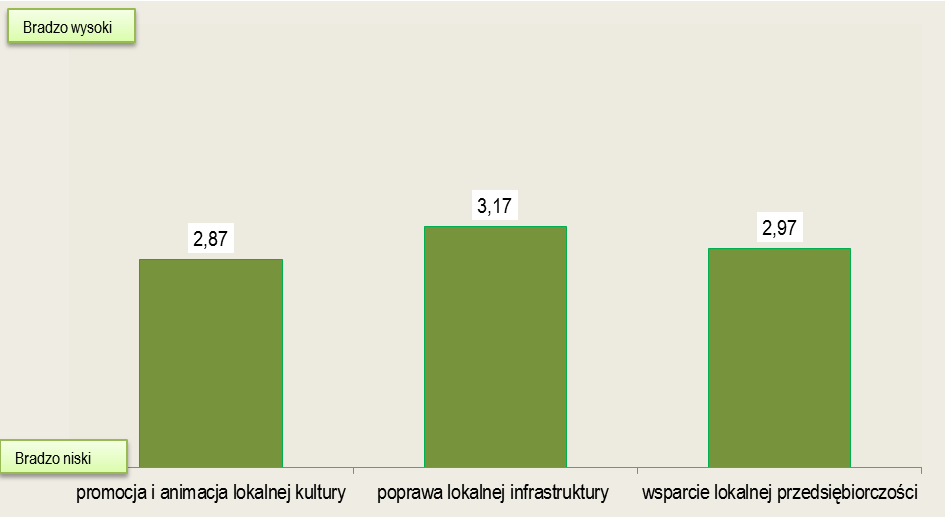 Bradzo wysoki
3,17
2,87
2,97
Bradzo niski
promocja i animacja lokalnej kultury
poprawa lokalnej infrastruktury
wsparcie lokalnej przedsiębiorczości